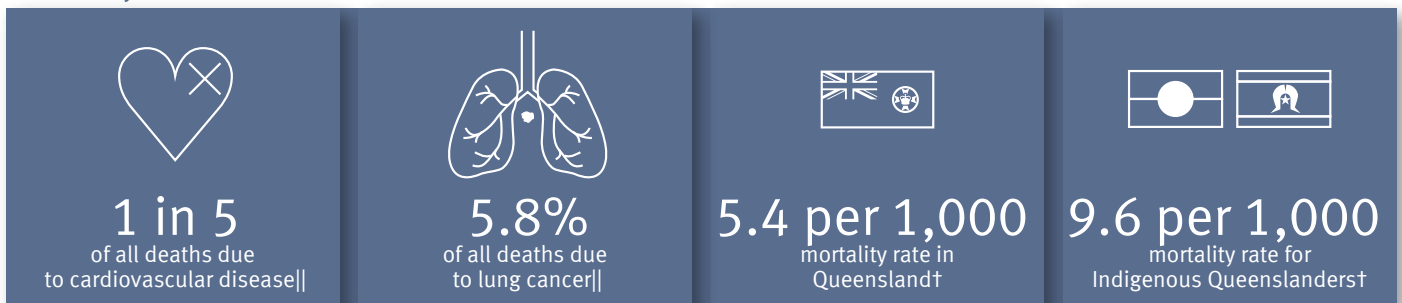 1 in 5
of all deaths due
to cardiovascular disease||
5.8%
of all deaths due
to lung cancer||
5.4 per 1,000
mortality rate in
Queensland†
9.6 per 1,000
mortality rate for
Indigenous Queenslanders†